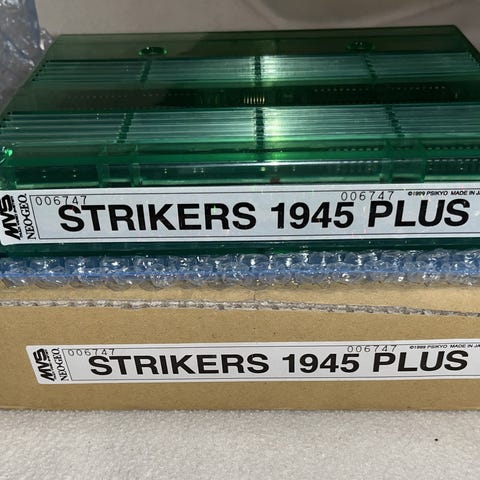 006747 006747 ©1999 PSIKYO MADE IN JA
MVS NEO·GEO. STRIKERS 1945 PLUS
006747 006747 ©1999 PSIKYO MADE IN JA
MVS NEO·GEO. STRIKERS 1945 PLUS